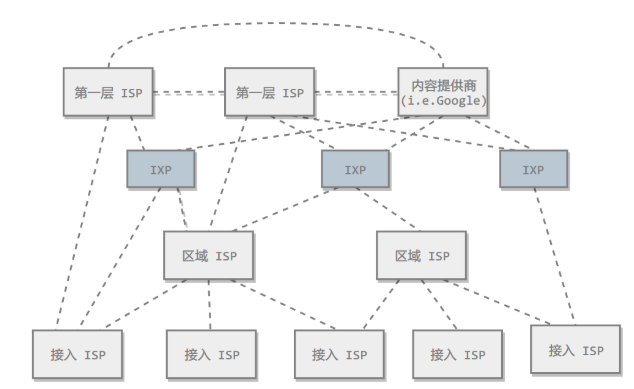 第一层 ISP
第一层 ISP
内容提供商
(i.e.Google)
IXP
IXP
IXP
区域 ISP
区域 ISP
接入 ISP
接入 ISP
接入 ISP
接入 ISP
接入 ISP